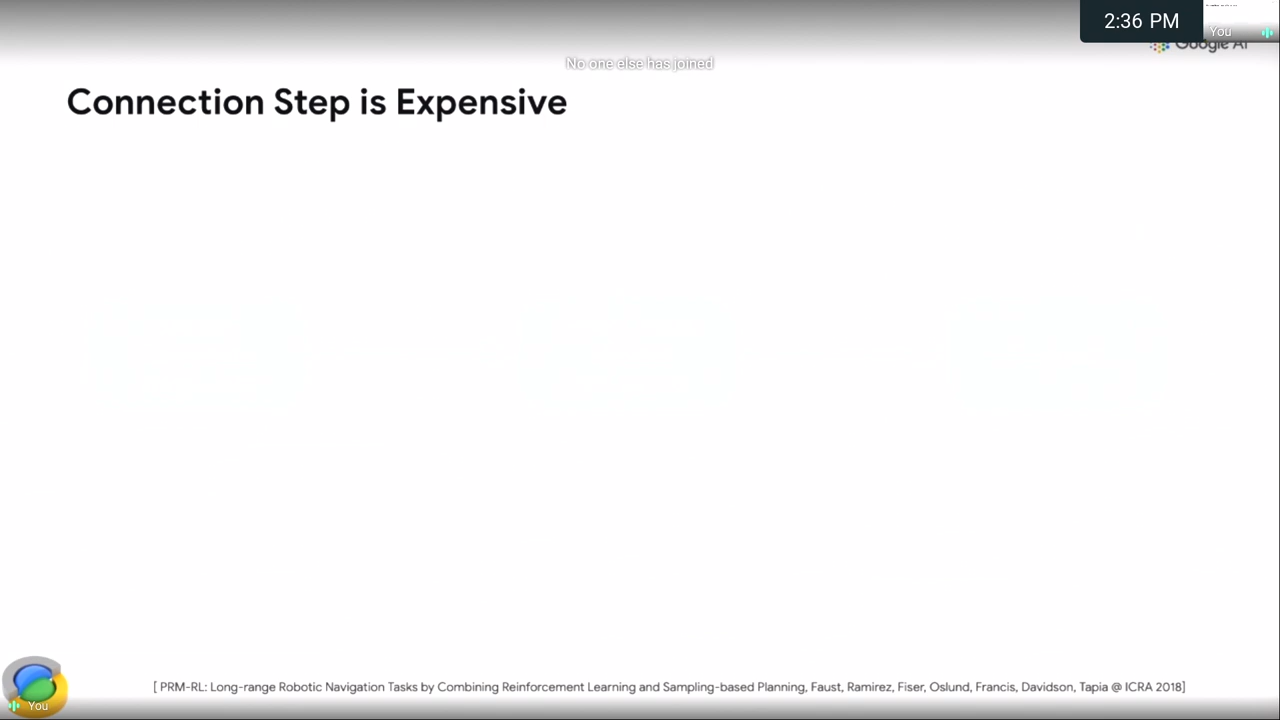 2:36 PM
You
Google AI
No one else has joined
Connection Step is Expensive
[ PRM-RL: Long-range Robotic Navigation Tasks by Combining Reinforcement Learning and Sampling-based Planning, Faust, Ramirez, Fiser, Oslund, Francis, Davidson, Tapia @ ICRA 2018]
You